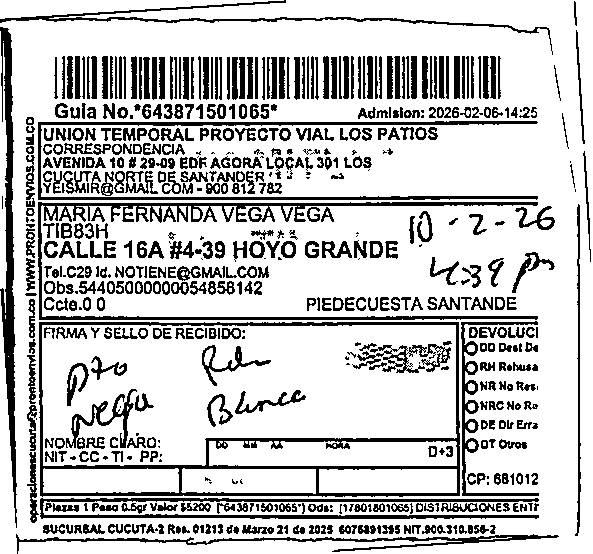 Guia No.*643871501065*
Admision: 2026-02-06-14:25
UNION TEMPORAL PROYECTO VIAL LOS PATIOS
CORRESPONDENCIA
AVENIDA 10 # 29-09 EDF AGORA LOCAL 301 LOS
CUCUTA NORTE DE SANTANDER
YEISMIR@GMAIL COM - 900 812 782
MARIA FERNANDA VEGA VEGA
TIB83H
CALLE 16A #4-39 HOYO GRANDE
Tel.C29 Id. NOTIENE@GMAIL.COM
Obs.54405000000054858142
Ccte.0 0
PIEDECUESTA SANTANDE
10-2-26
4:39 pm
FIRMA Y SELLO DE RECIBIDO:
Pto
Negra
Blanca
NOMBRE CLARO:
NIT - CC - TI - PP:
DD MM AA HORA
D+3
DEVOLUCI
DD Dest De
RH Rehusa
NR No Res
NRC No Re
DE Dir Erra
OT Otros
CP: 681012
Piezas 1 Peso 0.5gr Valor $5200 [*643871501065*] Ods: [17801801065] DISTRIBUCIONES ENTR
SUCURSAL CUCUTA-2 Res. 01213 de Marzo 21 de 2025 6076891395 NIT.900.310.856-2
operacionescucuta@prontoenvios.com.co | WWW.PRONTOENVIOS.COM.CO